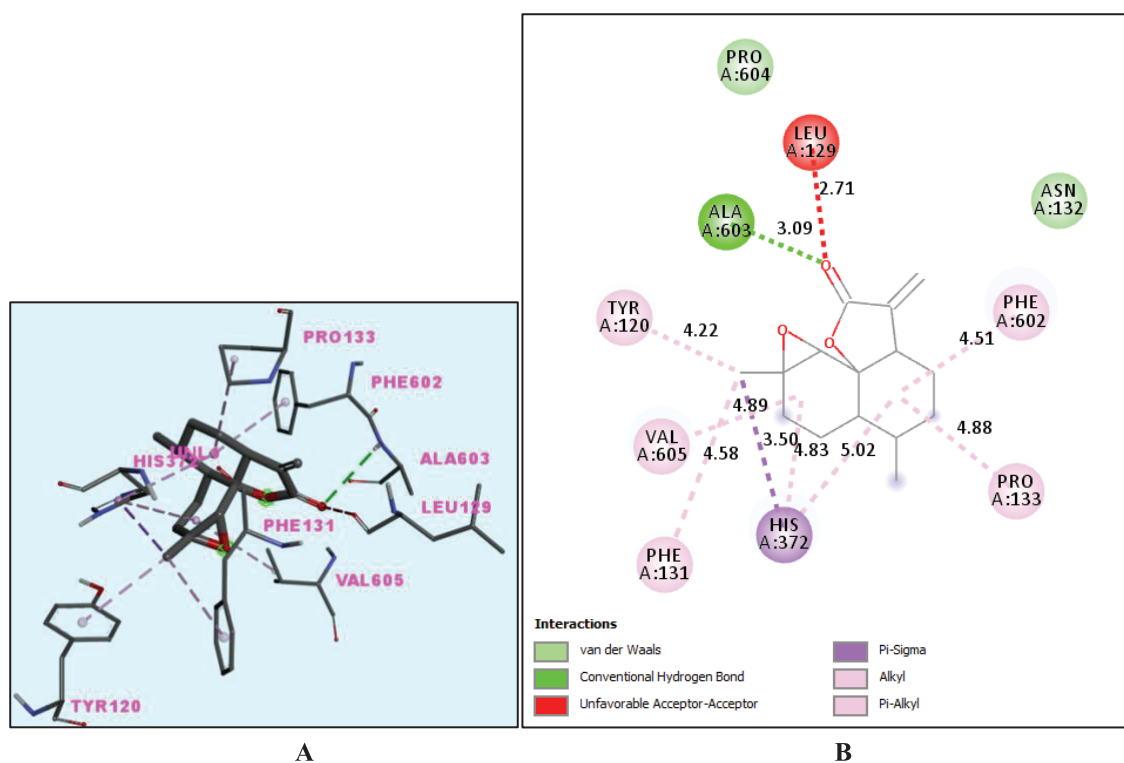 PRO133
PHE602
UNL0
HIS372
ALA603
LEU129
PHE131
VAL605
TYR120
A
PRO
A:604
LEU
A:129
2.71
ASN
A:132
ALA
A:603
3.09
O
TYR
A:120
4.22
O
O
PHE
A:602
4.51
4.89
VAL
A:605
4.58
3.50
4.83
5.02
4.88
PRO
A:133
HIS
A:372
PHE
A:131
Interactions
van der Waals
Conventional Hydrogen Bond
Unfavorable Acceptor-Acceptor
Pi-Sigma
Alkyl
Pi-Alkyl
B